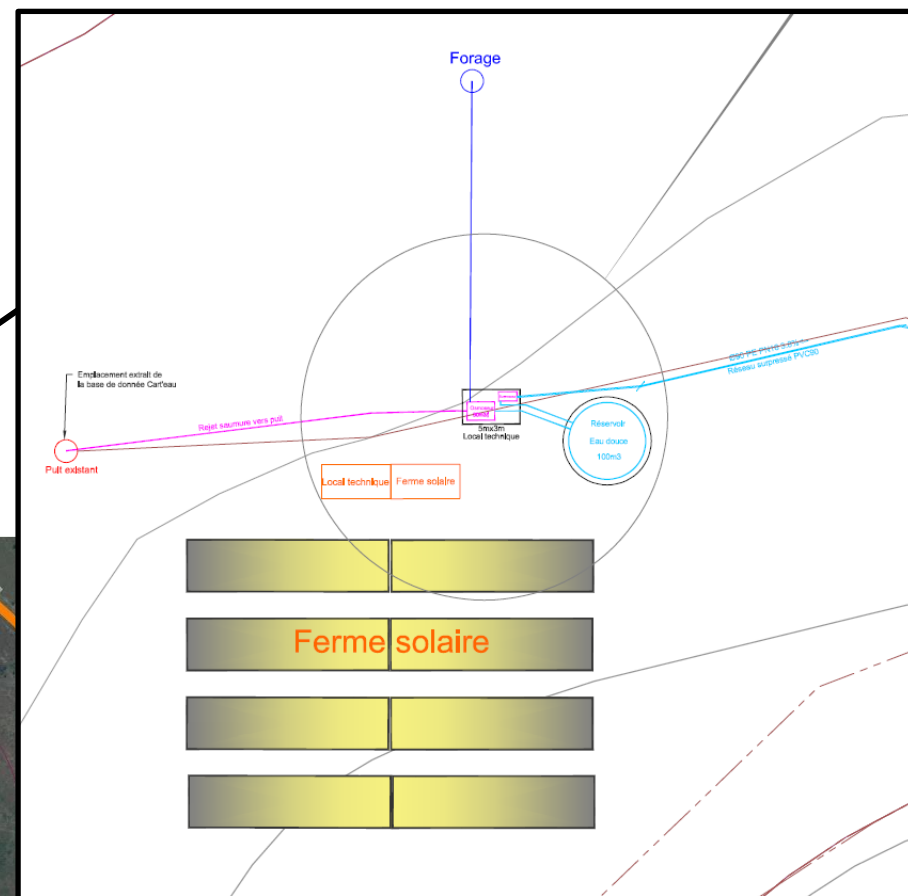 Forage
Emplacement extrait de
la base de donnée Cart'eau
Rejet saumure vers puit
Puit existant
5mx3m
Local technique
Réservoir
Eau douce
100m3
Réseau surpressé PVC90
Local technique
Ferme solaire
Ferme solaire